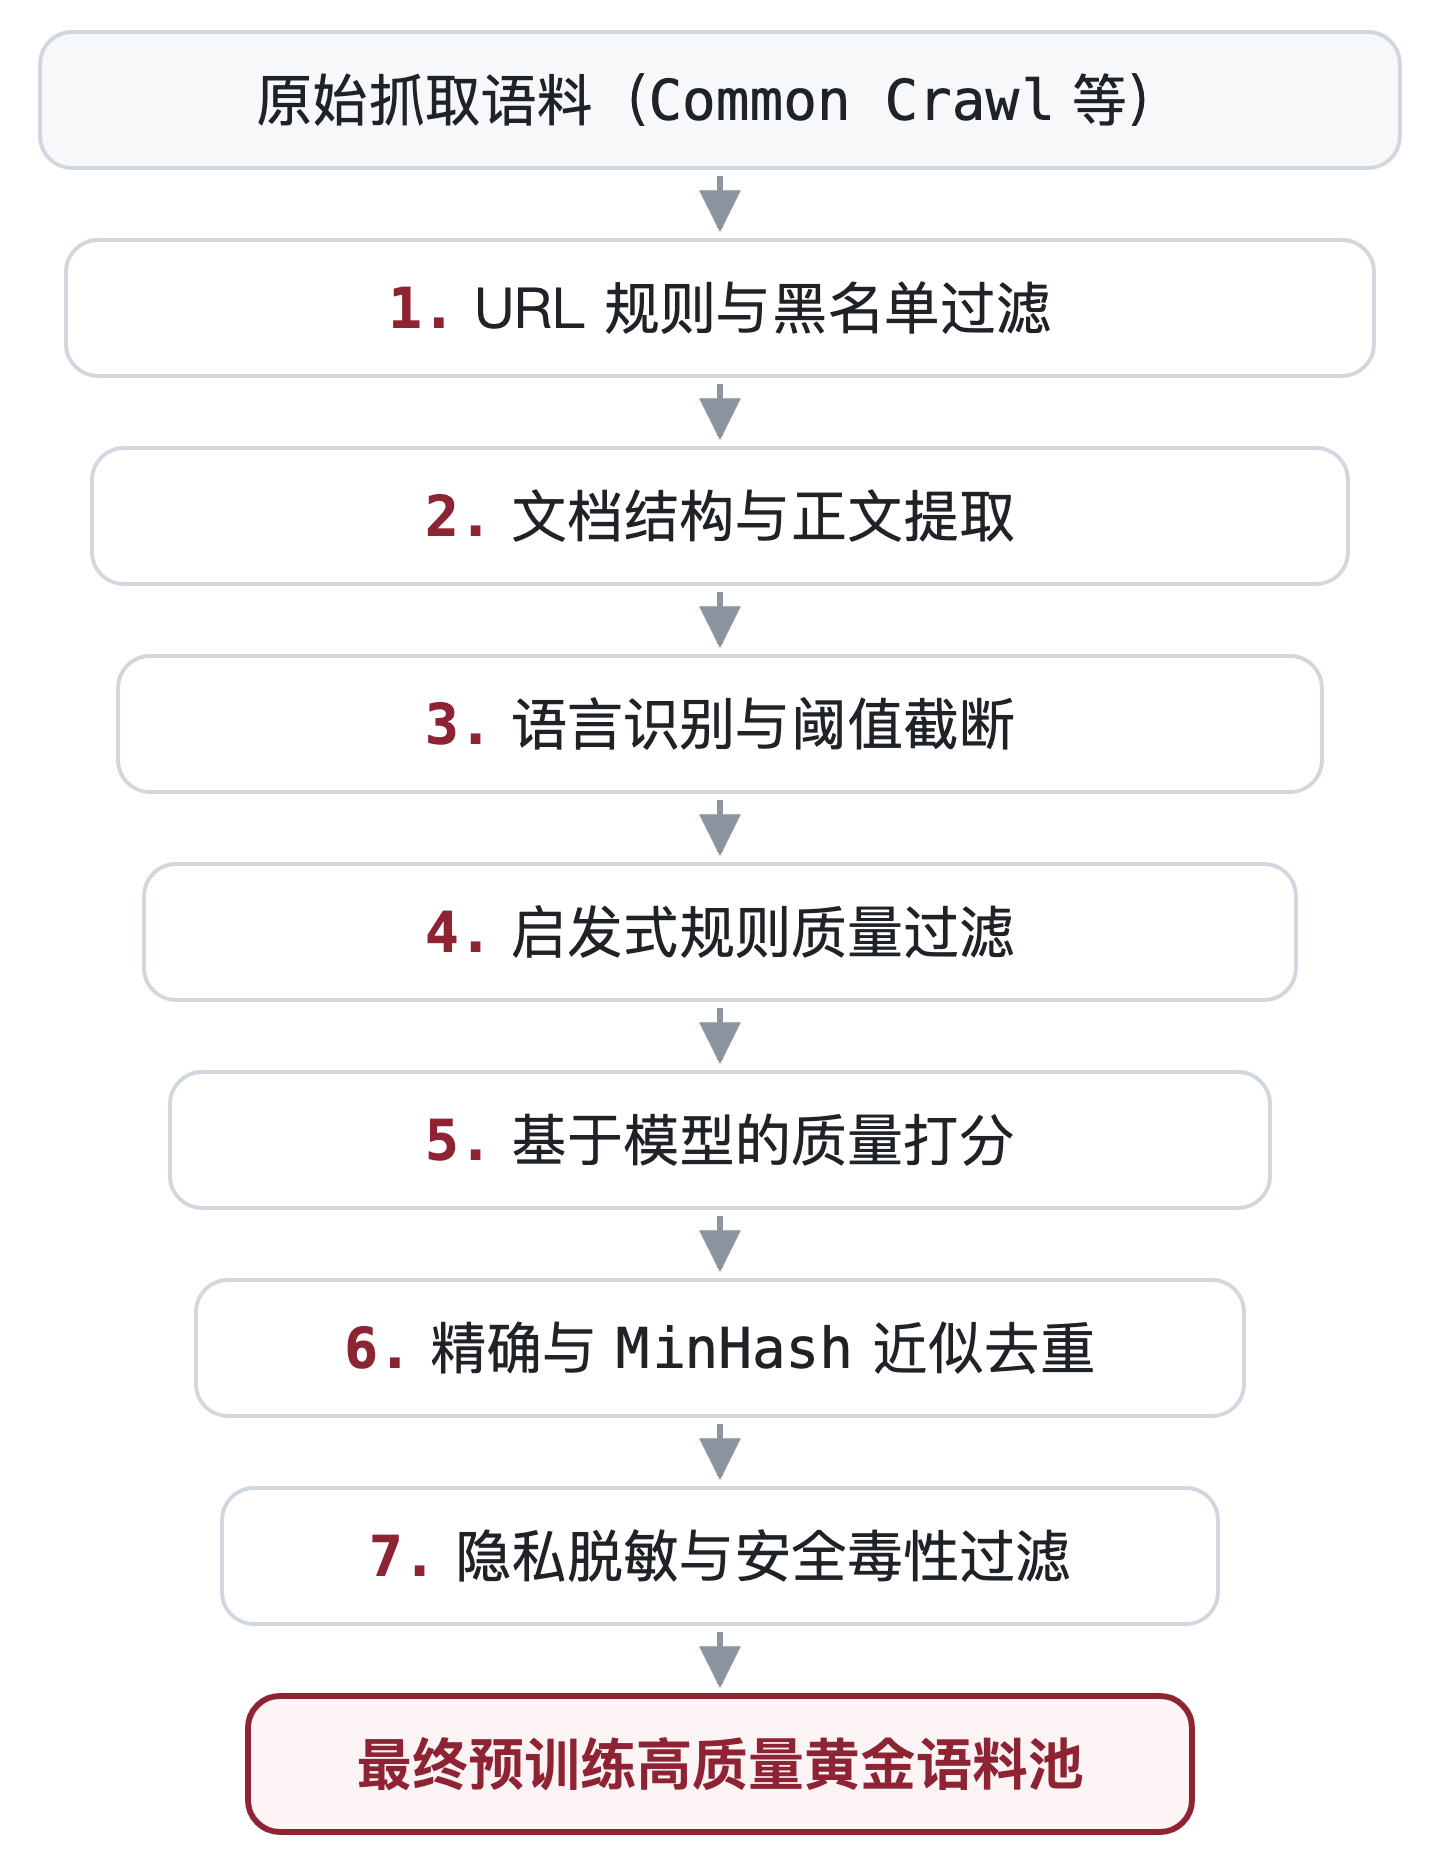 原始抓取语料（Common Crawl 等）
1. URL 规则与黑名单过滤
2. 文档结构与正文提取
3. 语言识别与阈值截断
4. 启发式规则质量过滤
5. 基于模型的质量打分
6. 精确与 MinHash 近似去重
7. 隐私脱敏与安全毒性过滤
最终预训练高质量黄金语料池